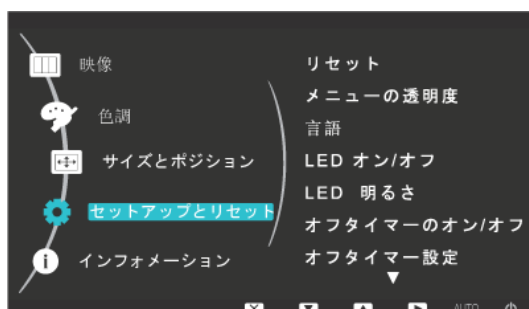 映像
色調
サイズとポジション
セットアップとリセット
インフォメーション
リセット
メニューの透明度
言語
LED オン/オフ
LED 明るさ
オフタイマーのオン/オフ
オフタイマー設定
AUTO